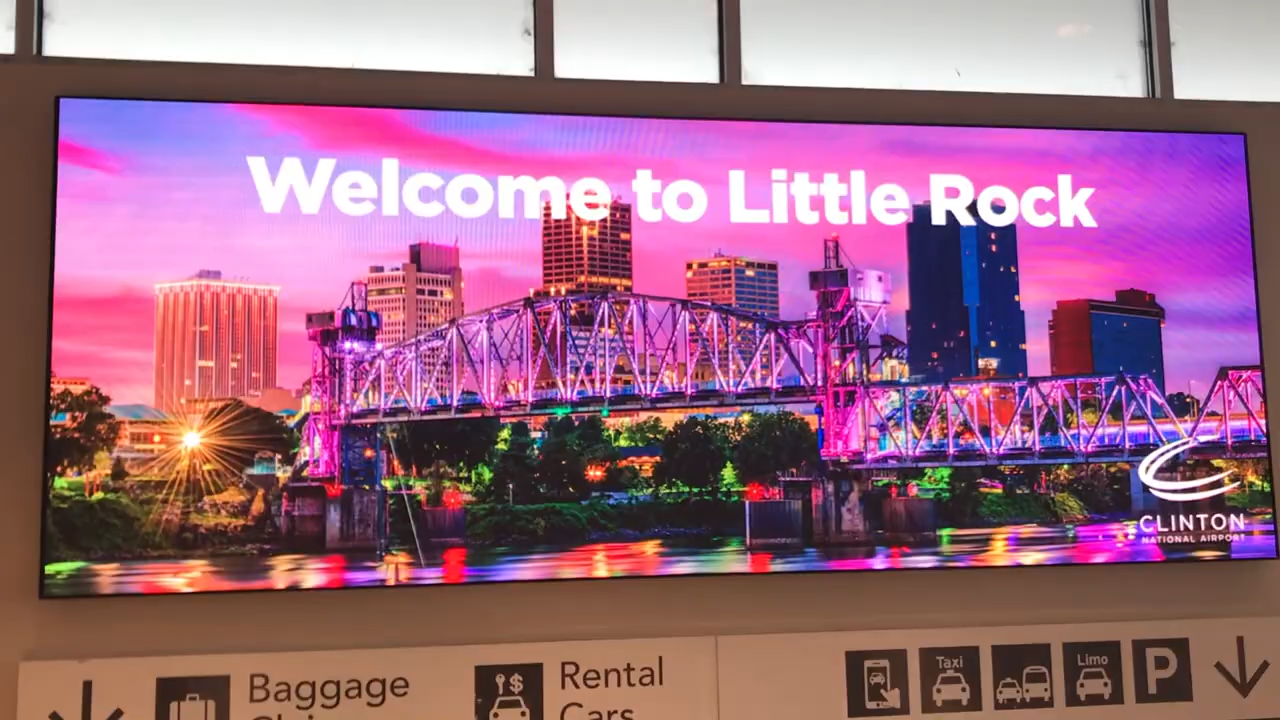 Welcome to Little Rock
CLINTON
NATIONAL AIRPORT
Baggage
Rental
Cars
Taxi
Limo
P